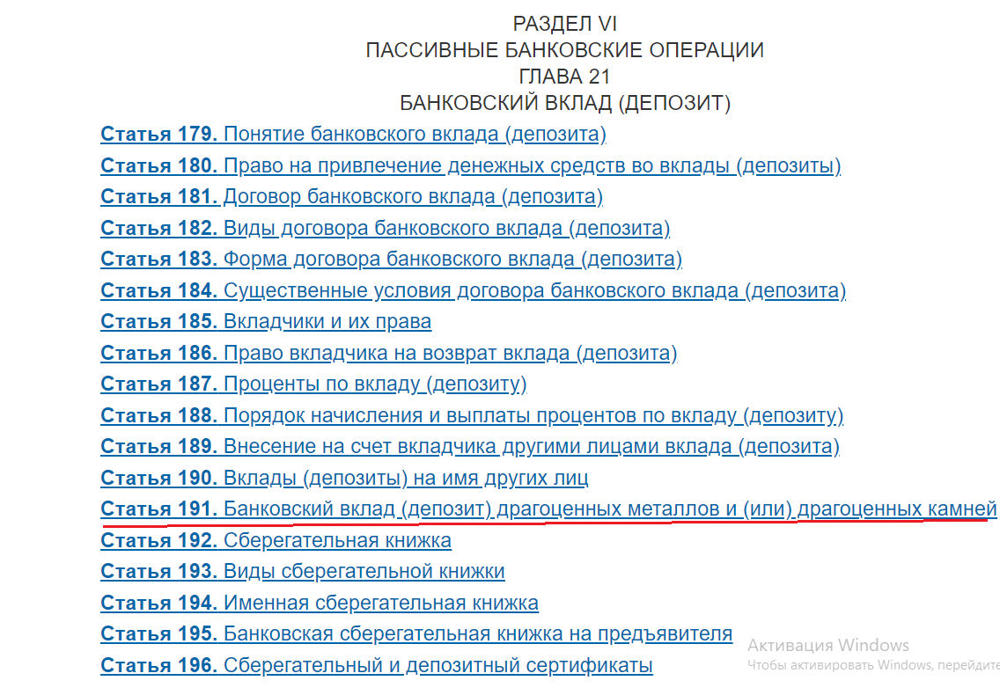 РАЗДЕЛ VI
ПАССИВНЫЕ БАНКОВСКИЕ ОПЕРАЦИИ
ГЛАВА 21
БАНКОВСКИЙ ВКЛАД (ДЕПОЗИТ)
Статья 179. Понятие банковского вклада (депозита)
Статья 180. Право на привлечение денежных средств во вклады (депозиты)
Статья 181. Договор банковского вклада (депозита)
Статья 182. Виды договора банковского вклада (депозита)
Статья 183. Форма договора банковского вклада (депозита)
Статья 184. Существенные условия договора банковского вклада (депозита)
Статья 185. Вкладчики и их права
Статья 186. Право вкладчика на возврат вклада (депозита)
Статья 187. Проценты по вкладу (депозиту)
Статья 188. Порядок начисления и выплаты процентов по вкладу (депозиту)
Статья 189. Внесение на счет вкладчика другими лицами вклада (депозита)
Статья 190. Вклады (депозиты) на имя других лиц
Статья 191. Банковский вклад (депозит) драгоценных металлов и (или) драгоценных камней
Статья 192. Сберегательная книжка
Статья 193. Виды сберегательной книжки
Статья 194. Именная сберегательная книжка
Статья 195. Банковская сберегательная книжка на предъявителя
Статья 196. Сберегательный и депозитный сертификаты
Активация Windows
Чтобы активировать Windows, перейдите